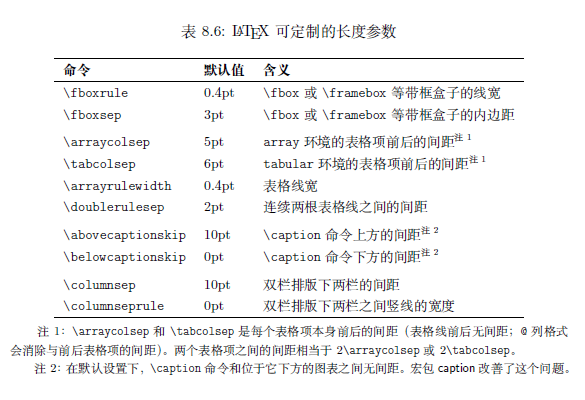 表 8.6: LATEX 可定制的长度参数
命令 默认值 含义
\fboxrule 0.4pt \fbox 或 \framebox 等带框盒子的线宽
\fboxsep 3pt \fbox 或 \framebox 等带框盒子的内边距
\arraycolsep 5pt array 环境的表格项前后的间距注 1
\tabcolsep 6pt tabular 环境的表格项前后的间距注 1
\arrayrulewidth 0.4pt 表格线宽
\doublerulesep 2pt 连续两根表格线之间的间距
\abovecaptionskip 10pt \caption 命令上方的间距注 2
\belowcaptionskip 0pt \caption 命令下方的间距注 2
\columnsep 10pt 双栏排版下两栏的间距
\columnseprule 0pt 双栏排版下两栏之间竖线的宽度
注 1：\arraycolsep 和 \tabcolsep 是每个表格项本身前后的间距（表格线前后无间距；@ 列格式
会消除与前后表格项的间距）。两个表格项之间的间距相当于 2\arraycolsep 或 2\tabcolsep。
注 2：在默认设置下，\caption 命令和位于它下方的图表之间无间距。宏包 caption 改善了这个问题。